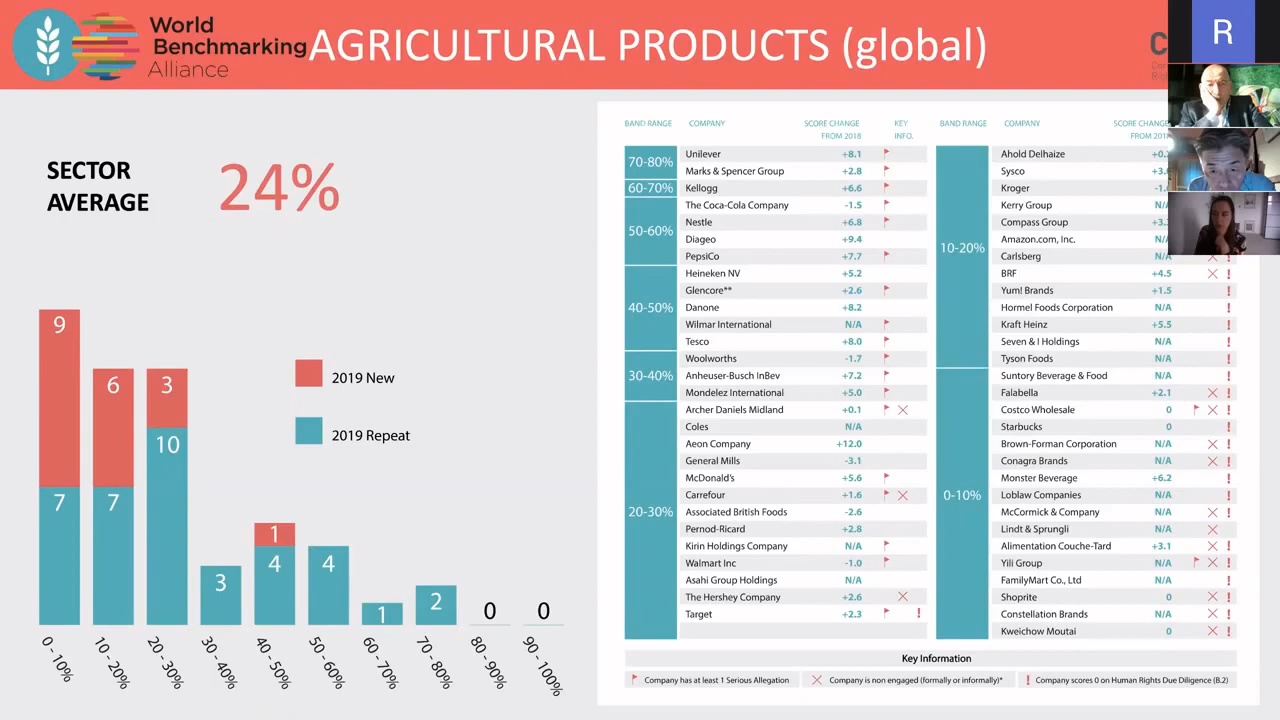 World
Benchmarking
Alliance
AGRICULTURAL PRODUCTS (global)
C
R
SECTOR
AVERAGE
24%
9
7
6
7
3
10
3
1
4
4
1
2
0
0
2019 New
2019 Repeat
0 - 10%
10 - 20%
20 - 30%
30 - 40%
40 - 50%
50 - 60%
60 - 70%
70 - 80%
80 - 90%
90 - 100%
BAND RANGE COMPANY SCORE CHANGE FROM 2018 KEY INFO.
70-80%
Unilever +8.1
Marks & Spencer Group +2.8
60-70%
Kellogg +6.6
50-60%
The Coca-Cola Company -1.5
Nestle +6.8
Diageo +9.4
PepsiCo +7.7
40-50%
Heineken NV +5.2
Glencore** +2.6
Danone +8.2
Wilmar International N/A
Tesco +8.0
30-40%
Woolworths -1.7
Anheuser-Busch InBev +7.2
Mondelez International +5.0
20-30%
Archer Daniels Midland +0.1
Coles N/A
Aeon Company +12.0
General Mills -3.1
McDonald's +5.6
Carrefour +1.6
Associated British Foods -2.6
Pernod-Ricard +2.8
Kirin Holdings Company N/A
Walmart Inc -1.0
Asahi Group Holdings N/A
The Hershey Company +2.6
Target +2.3
BAND RANGE COMPANY SCORE CHANGE FROM 2018
10-20%
Ahold Delhaize
Sysco
Kroger
Kerry Group
Compass Group
Amazon.com, Inc.
Carlsberg N/A
BRF +4.5
Yum! Brands +1.5
Hormel Foods Corporation N/A
Kraft Heinz +5.5
Seven & I Holdings N/A
Tyson Foods N/A
0-10%
Suntory Beverage & Food N/A
Falabella +2.1
Costco Wholesale 0
Starbucks 0
Brown-Forman Corporation N/A
Conagra Brands N/A
Monster Beverage +6.2
Loblaw Companies N/A
McCormick & Company N/A
Lindt & Sprungli N/A
Alimentation Couche-Tard +3.1
Yili Group N/A
FamilyMart Co., Ltd N/A
Shoprite 0
Constellation Brands N/A
Kweichow Moutai 0
Key Information
Company has at least 1 Serious Allegation
Company is non engaged (formally or informally)*
Company scores 0 on Human Rights Due Diligence (B.2)